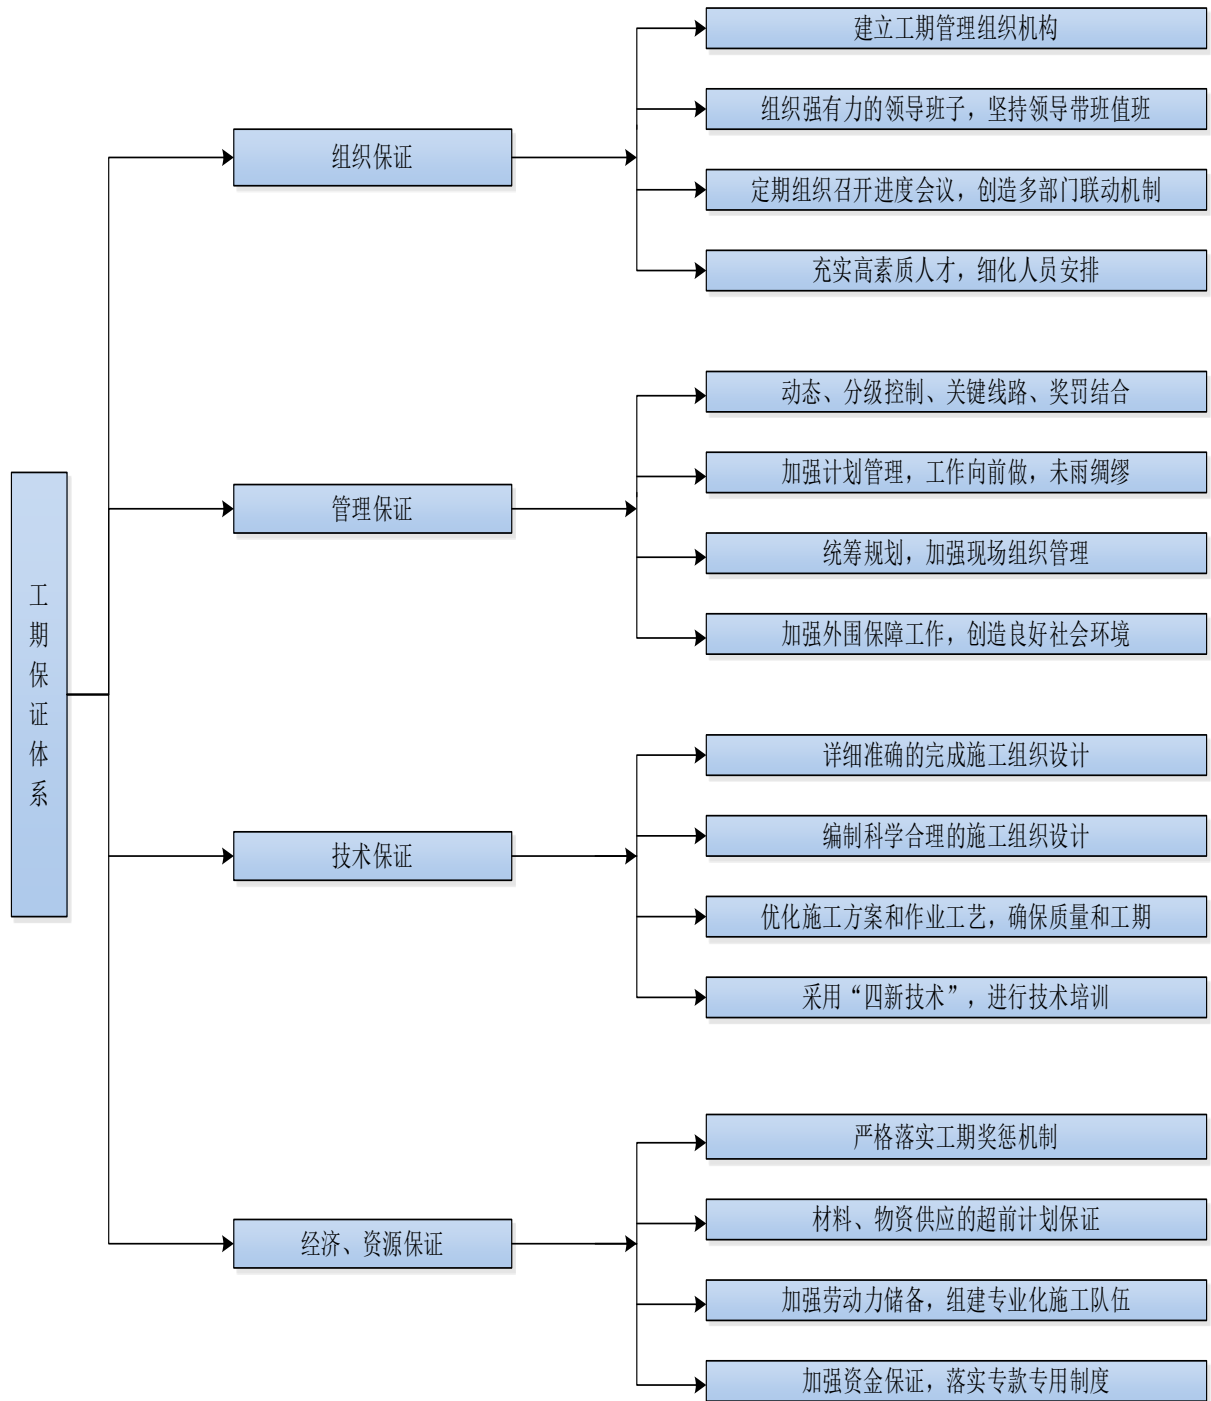 工期保证体系
组织保证
建立工期管理组织机构
组织强有力的领导班子，坚持领导带班值班
定期组织召开进度会议，创造多部门联动机制
充实高素质人才，细化人员安排
管理保证
动态、分级控制、关键线路、奖罚结合
加强计划管理，工作向前做，未雨绸缪
统筹规划，加强现场组织管理
加强外围保障工作，创造良好社会环境
技术保证
详细准确的完成施工组织设计
编制科学合理的施工组织设计
优化施工方案和作业工艺，确保质量和工期
采用“四新技术”，进行技术培训
经济、资源保证
严格落实工期奖惩机制
材料、物资供应的超前计划保证
加强劳动力储备，组建专业化施工队伍
加强资金保证，落实专款专用制度